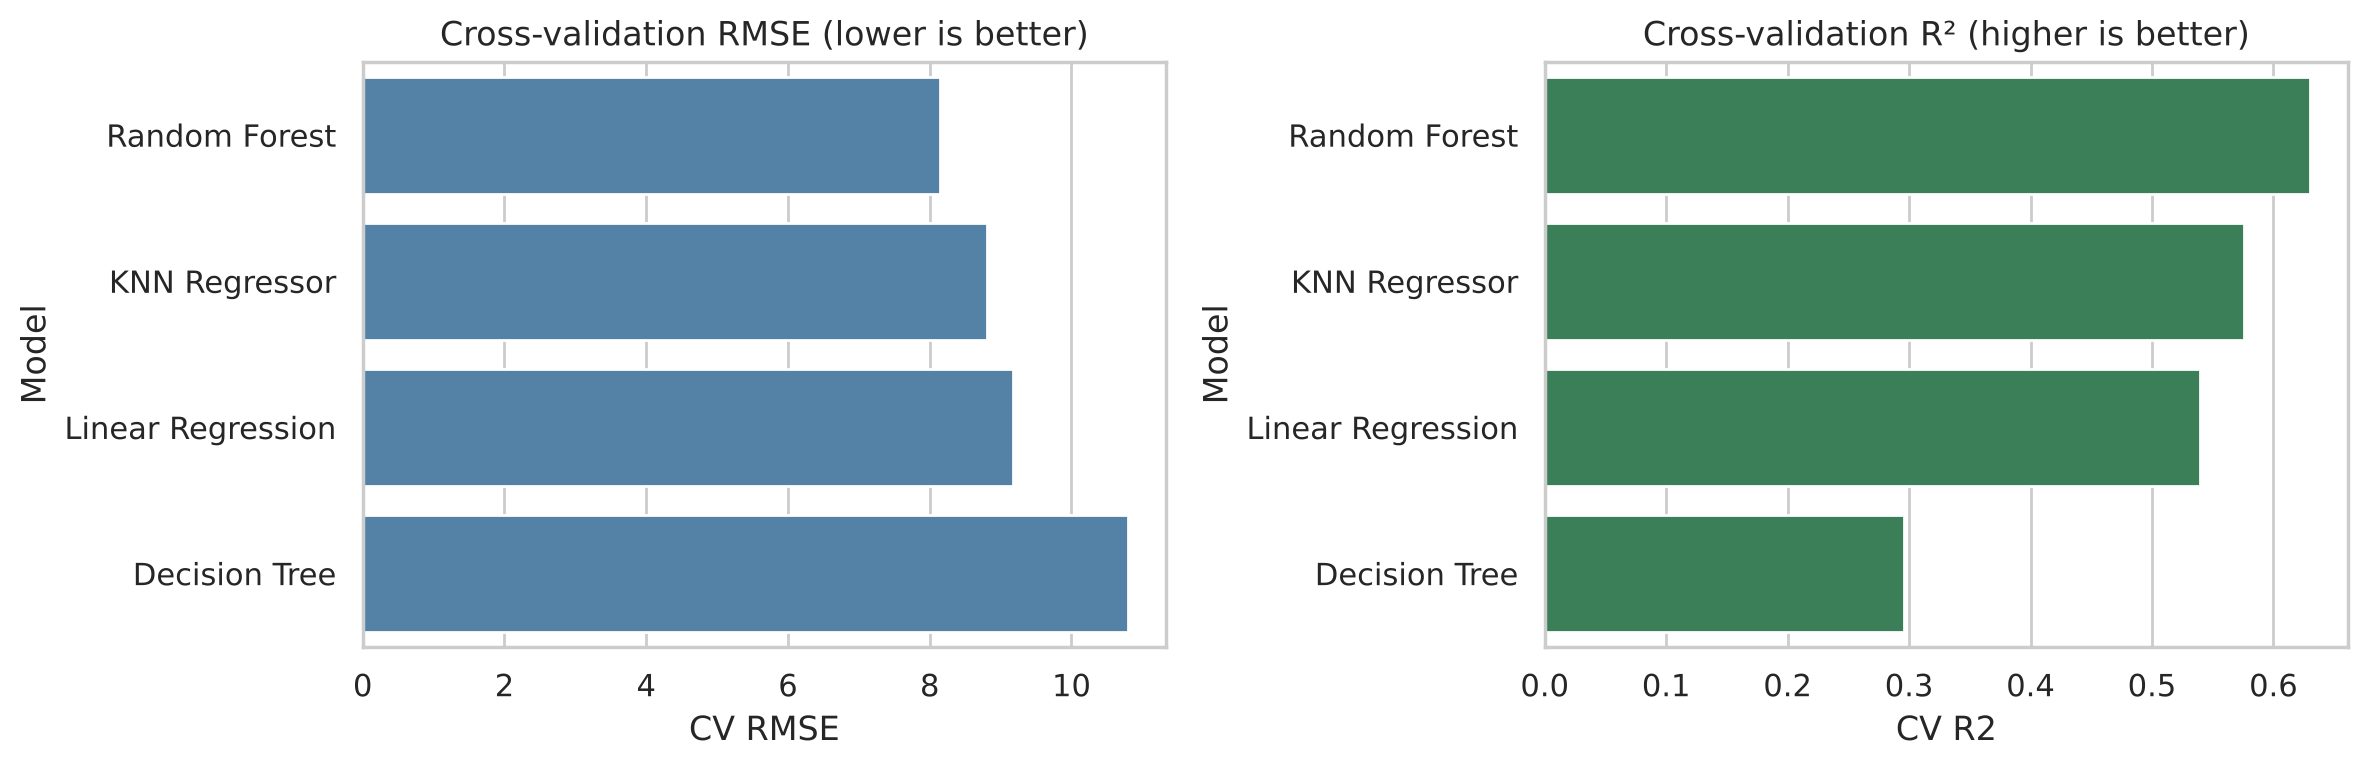 Cross-validation RMSE (lower is better)
Model
Random Forest
KNN Regressor
Linear Regression
Decision Tree
0 2 4 6 8 10
CV RMSE
Cross-validation R² (higher is better)
Model
Random Forest
KNN Regressor
Linear Regression
Decision Tree
0.0 0.1 0.2 0.3 0.4 0.5 0.6
CV R2